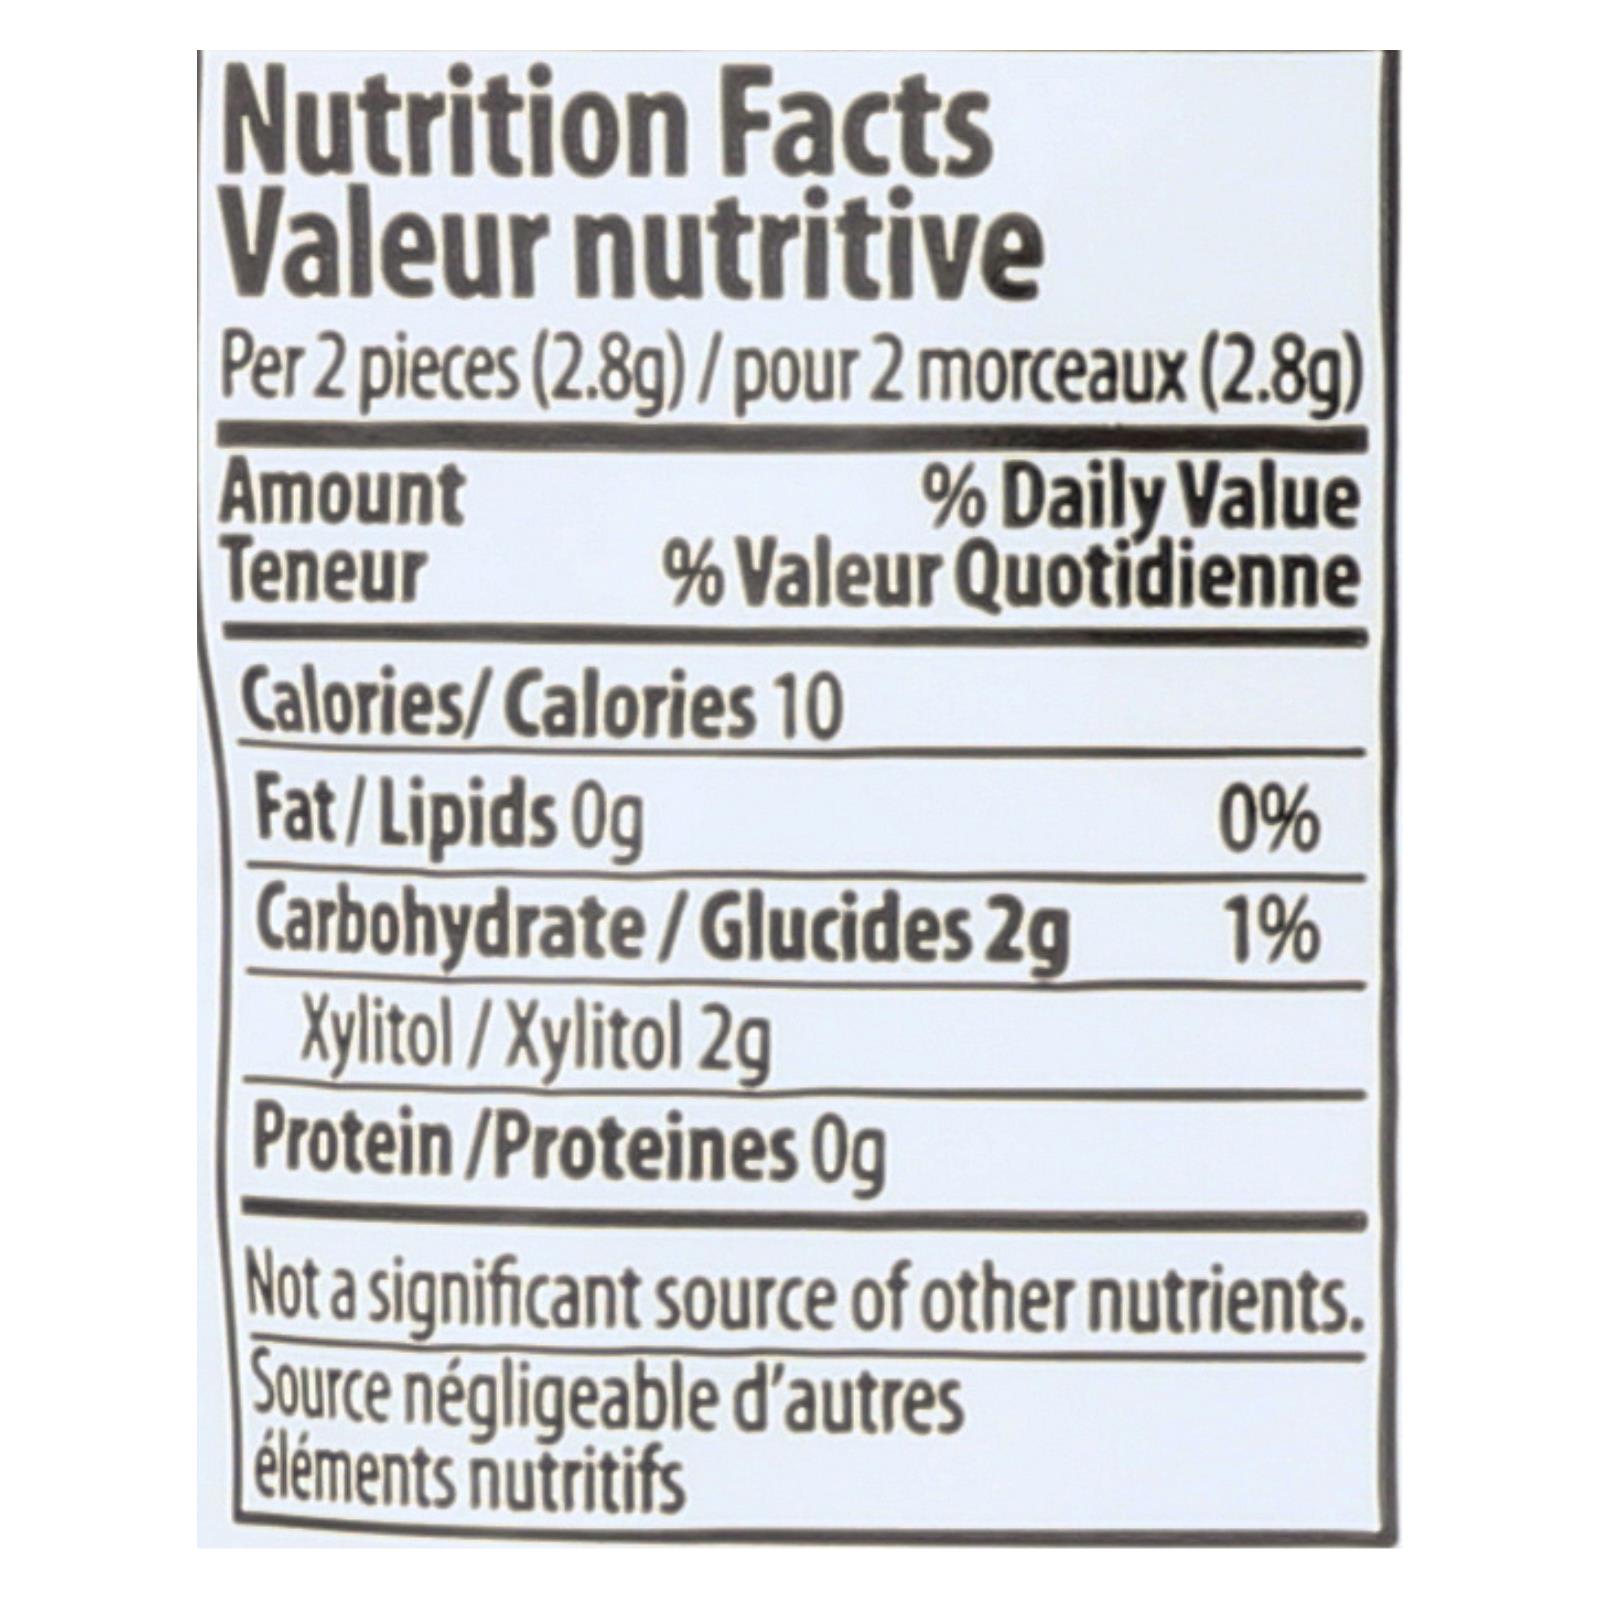 Nutrition Facts
Valeur nutritive
Per 2 pieces (2.8g) / pour 2 morceaux (2.8g)
Amount % Daily Value
Teneur % Valeur Quotidienne
Calories/ Calories 10
Fat / Lipids 0g 0%
Carbohydrate / Glucides 2g 1%
Xylitol / Xylitol 2g
Protein /Proteines 0g
Not a significant source of other nutrients.
Source négligeable d'autres
éléments nutritifs